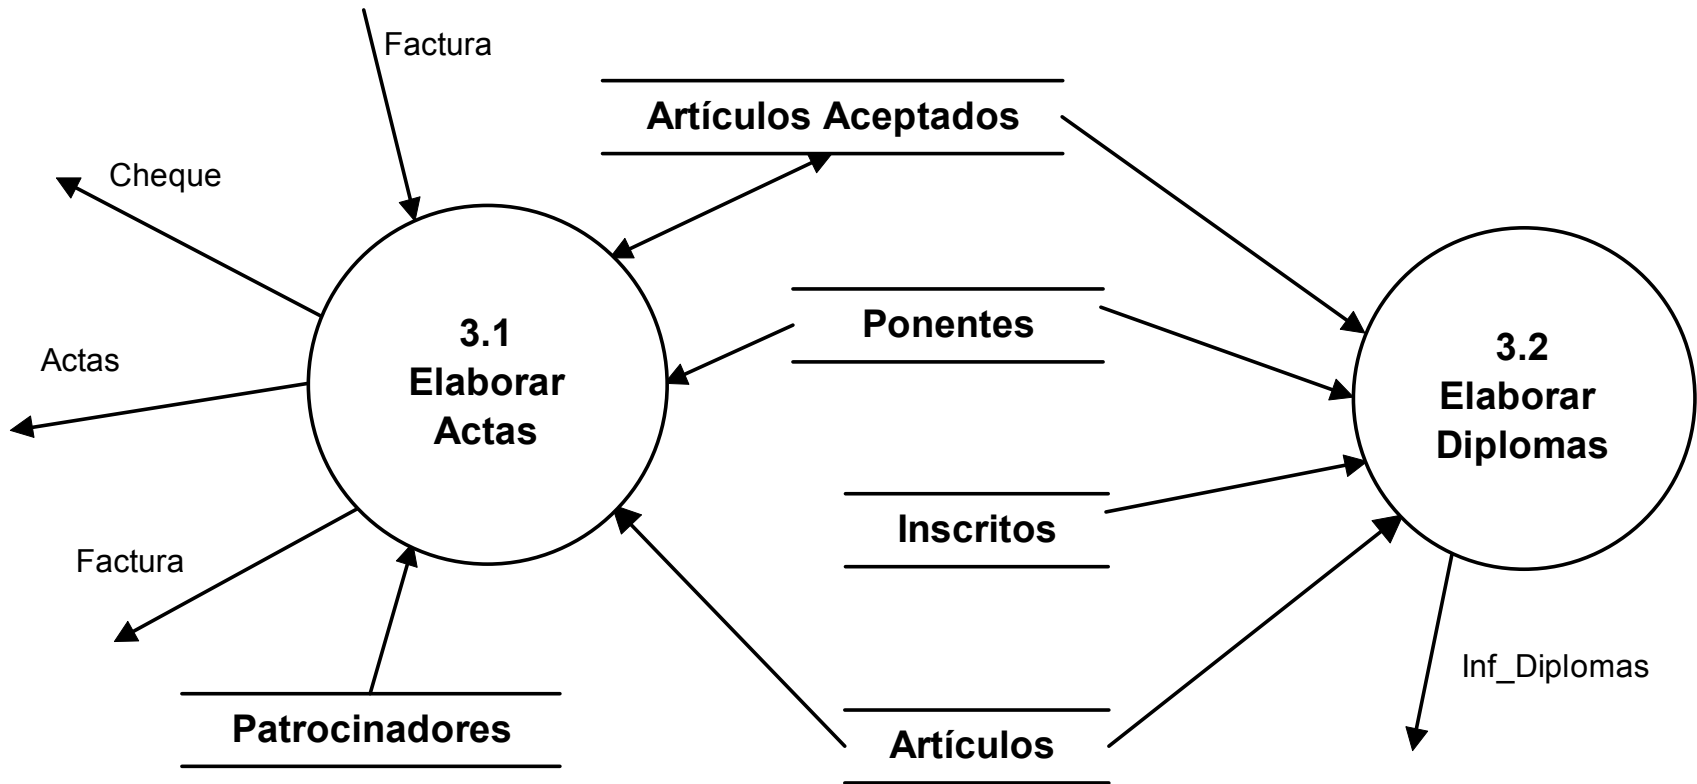 Factura
Artículos Aceptados
Cheque
Ponentes
3.1
Elaborar
Actas
3.2
Elaborar
Diplomas
Actas
Inscritos
Factura
Inf_Diplomas
Patrocinadores
Artículos